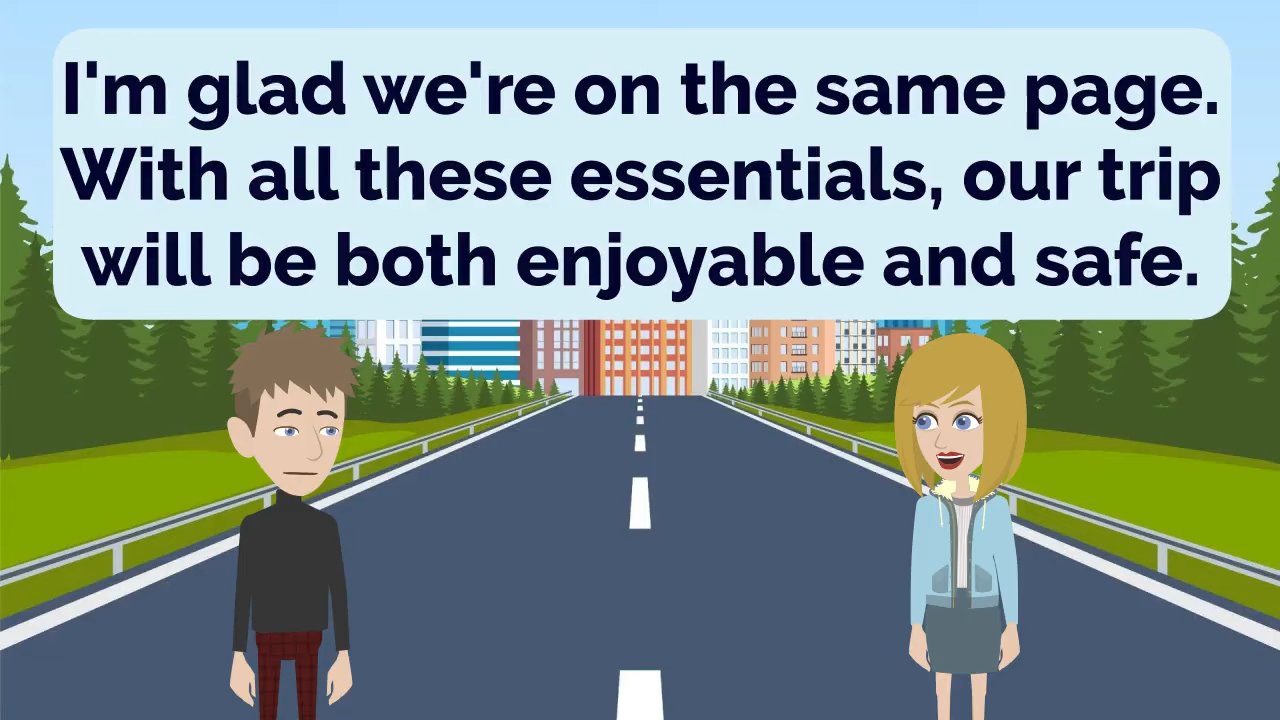 I'm glad we're on the same page.
With all these essentials, our trip
will be both enjoyable and safe.